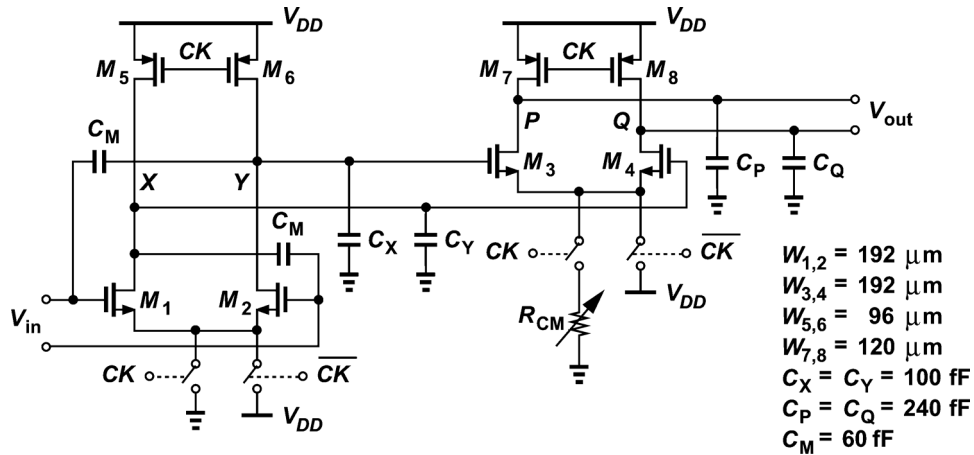 V_DD
V_DD
CK
CK
M_5
M_6
M_7
M_8
C_M
P
Q
V_out
X
Y
M_3
M_4
C_P
C_Q
C_M
C_X
C_Y
CK
C̅K̅
V_in
M_1
M_2
V_DD
R_CM
CK
C̅K̅
V_DD
W_1,2 = 192 μm
W_3,4 = 192 μm
W_5,6 = 96 μm
W_7,8 = 120 μm
C_X = C_Y = 100 fF
C_P = C_Q = 240 fF
C_M = 60 fF